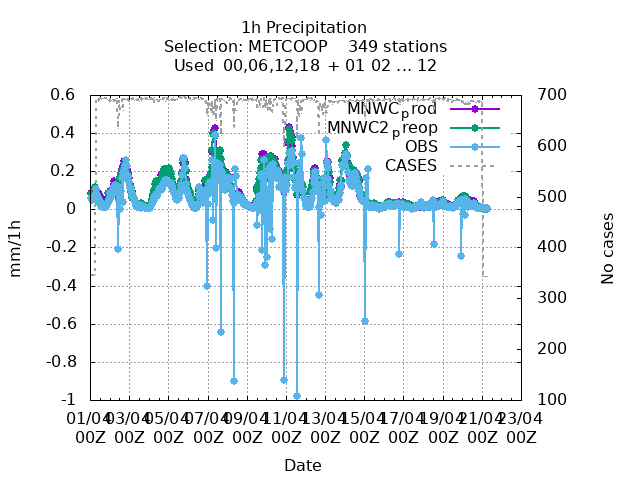 1h Precipitation
Selection: METCOOP 349 stations
Used 00,06,12,18 + 01 02 ... 12
MNWC_prod
MNWC2_preop
OBS
CASES
0.6
0.4
0.2
0
-0.2
-0.4
-0.6
-0.8
-1
mm/1h
700
600
500
400
300
200
100
No cases
01/04 03/04 05/04 07/04 09/04 11/04 13/04 15/04 17/04 19/04 21/04 23/04
00Z 00Z 00Z 00Z 00Z 00Z 00Z 00Z 00Z 00Z 00Z 00Z
Date